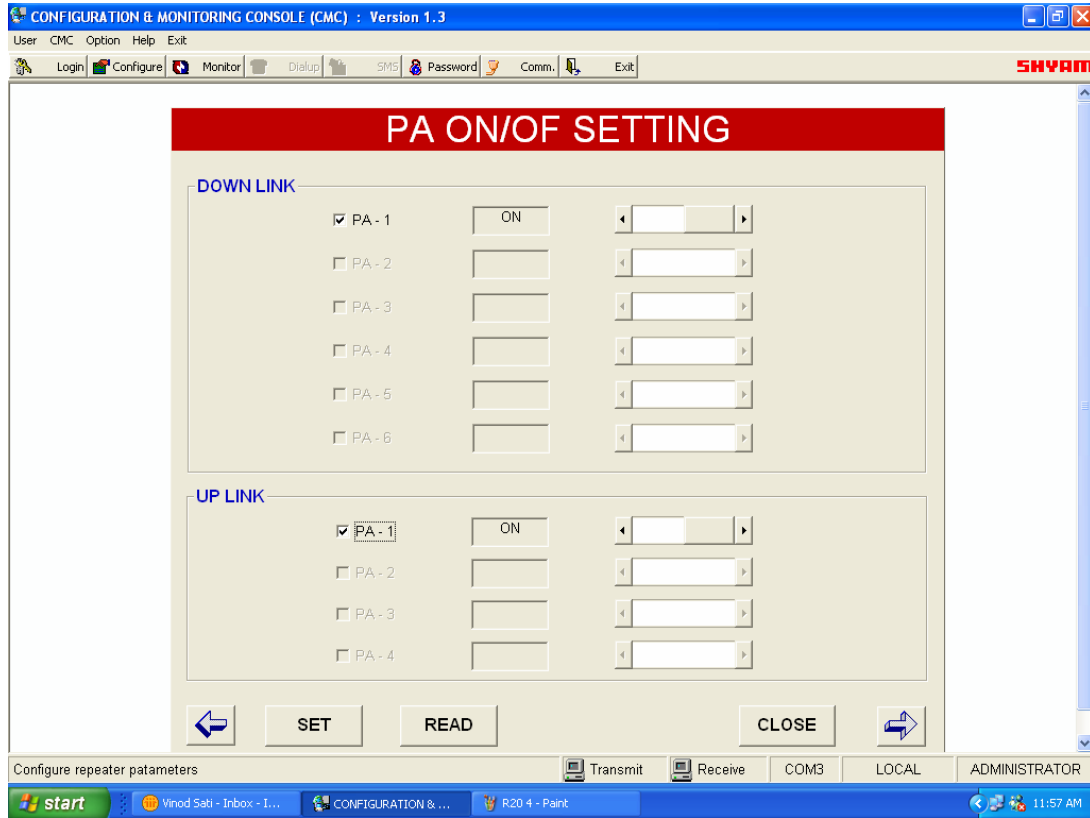 CONFIGURATION & MONITORING CONSOLE (CMC) : Version 1.3
User CMC Option Help Exit
Login Configure Monitor Dialup SMS Password Comm. Exit SHYAM
PA ON/OF SETTING
DOWN LINK
PA - 1 ON
PA - 2
PA - 3
PA - 4
PA - 5
PA - 6
UP LINK
PA - 1 ON
PA - 2
PA - 3
PA - 4
SET READ CLOSE
Configure repeater patameters Transmit Receive COM3 LOCAL ADMINISTRATOR
start Vinod Sati - Inbox - I... CONFIGURATION & ... R20 4 - Paint 11:57 AM